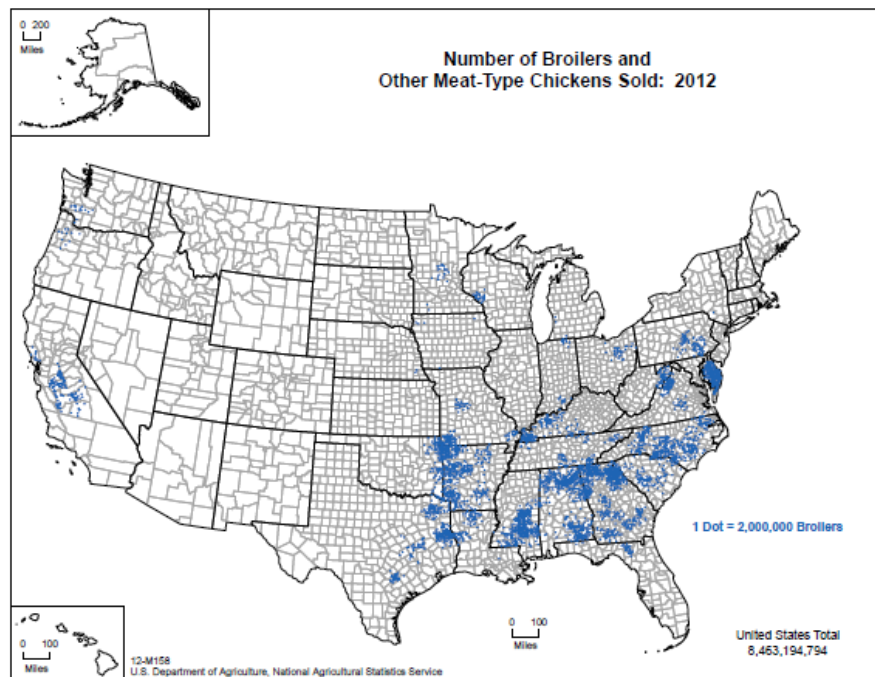 0 200
Miles
Number of Broilers and
Other Meat-Type Chickens Sold: 2012
1 Dot = 2,000,000 Broilers
United States Total
8,463,194,794
0 100
Miles
0 100
Miles
12-M158
U.S. Department of Agriculture, National Agricultural Statistics Service